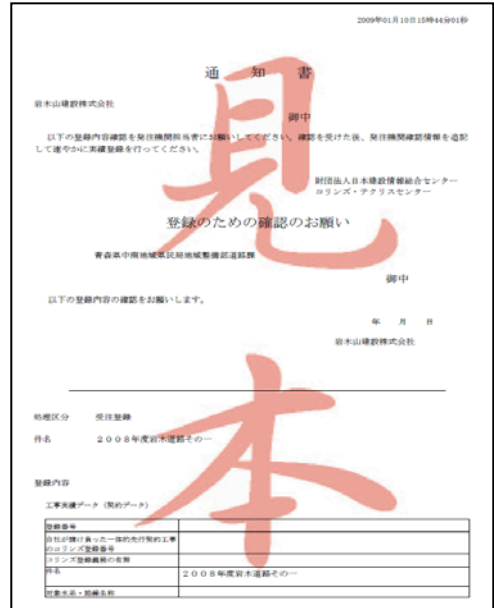 2009年01月10日15時44分01秒
通　知　書
岩木山建設株式会社
御中
以下の登録内容確認を発注機関担当者にお願いしてください。確認を受けた後、発注機関確認情報を追記
して速やかに実績登録を行ってください。
財団法人日本建設情報総合センター
コリンズ・テクリスセンター
登録のための確認のお願い
青森県中南地域県民局地域整備部道路課
御中
以下の登録内容の確認をお願いします。
年　月　日
岩木山建設株式会社
処理区分　受注登録
件名　２００８年度岩木道路その一
登録内容
工事実績データ（契約データ）
登録番号
自社が請け負った一体的先行契約工事
のコリンズ登録番号
コリンズ登録義務の有無
件名　２００８年度岩木道路その一
対象水系・路線名称
見本